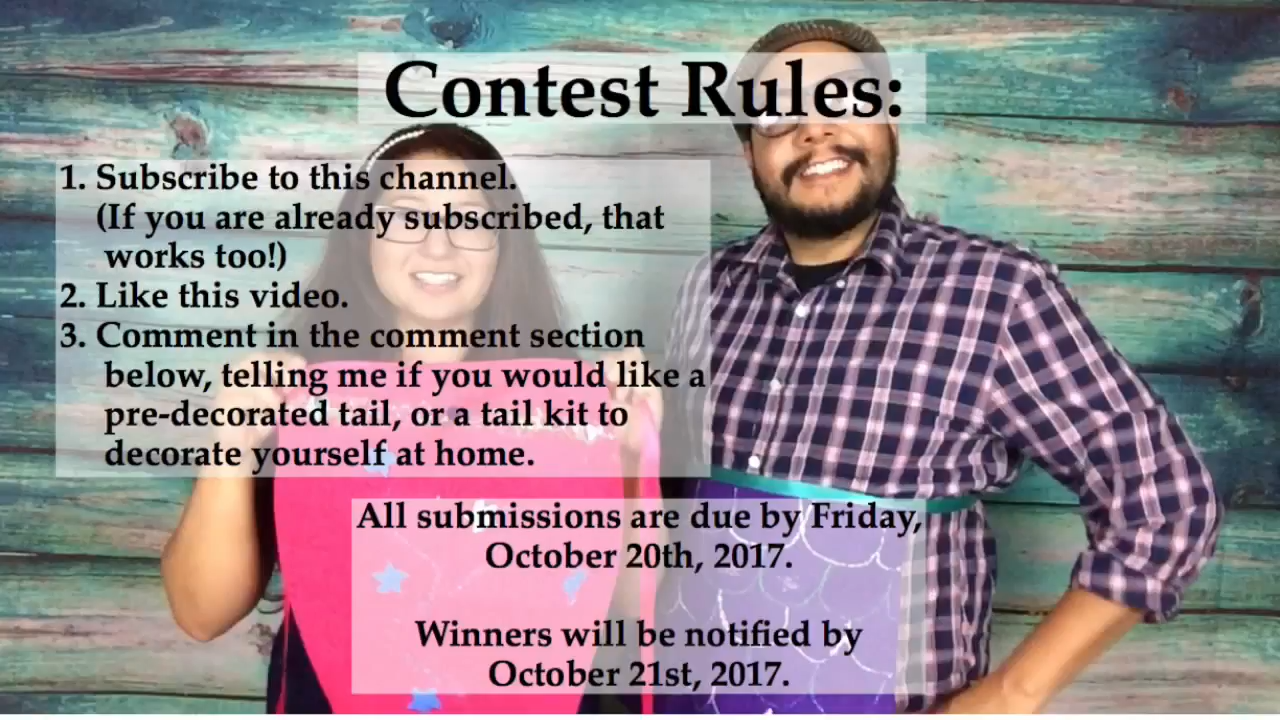 Contest Rules:
1. Subscribe to this channel.
(If you are already subscribed, that
works too!)
2. Like this video.
3. Comment in the comment section
below, telling me if you would like a
pre-decorated tail, or a tail kit to
decorate yourself at home.
All submissions are due by Friday,
October 20th, 2017.
Winners will be notified by
October 21st, 2017.